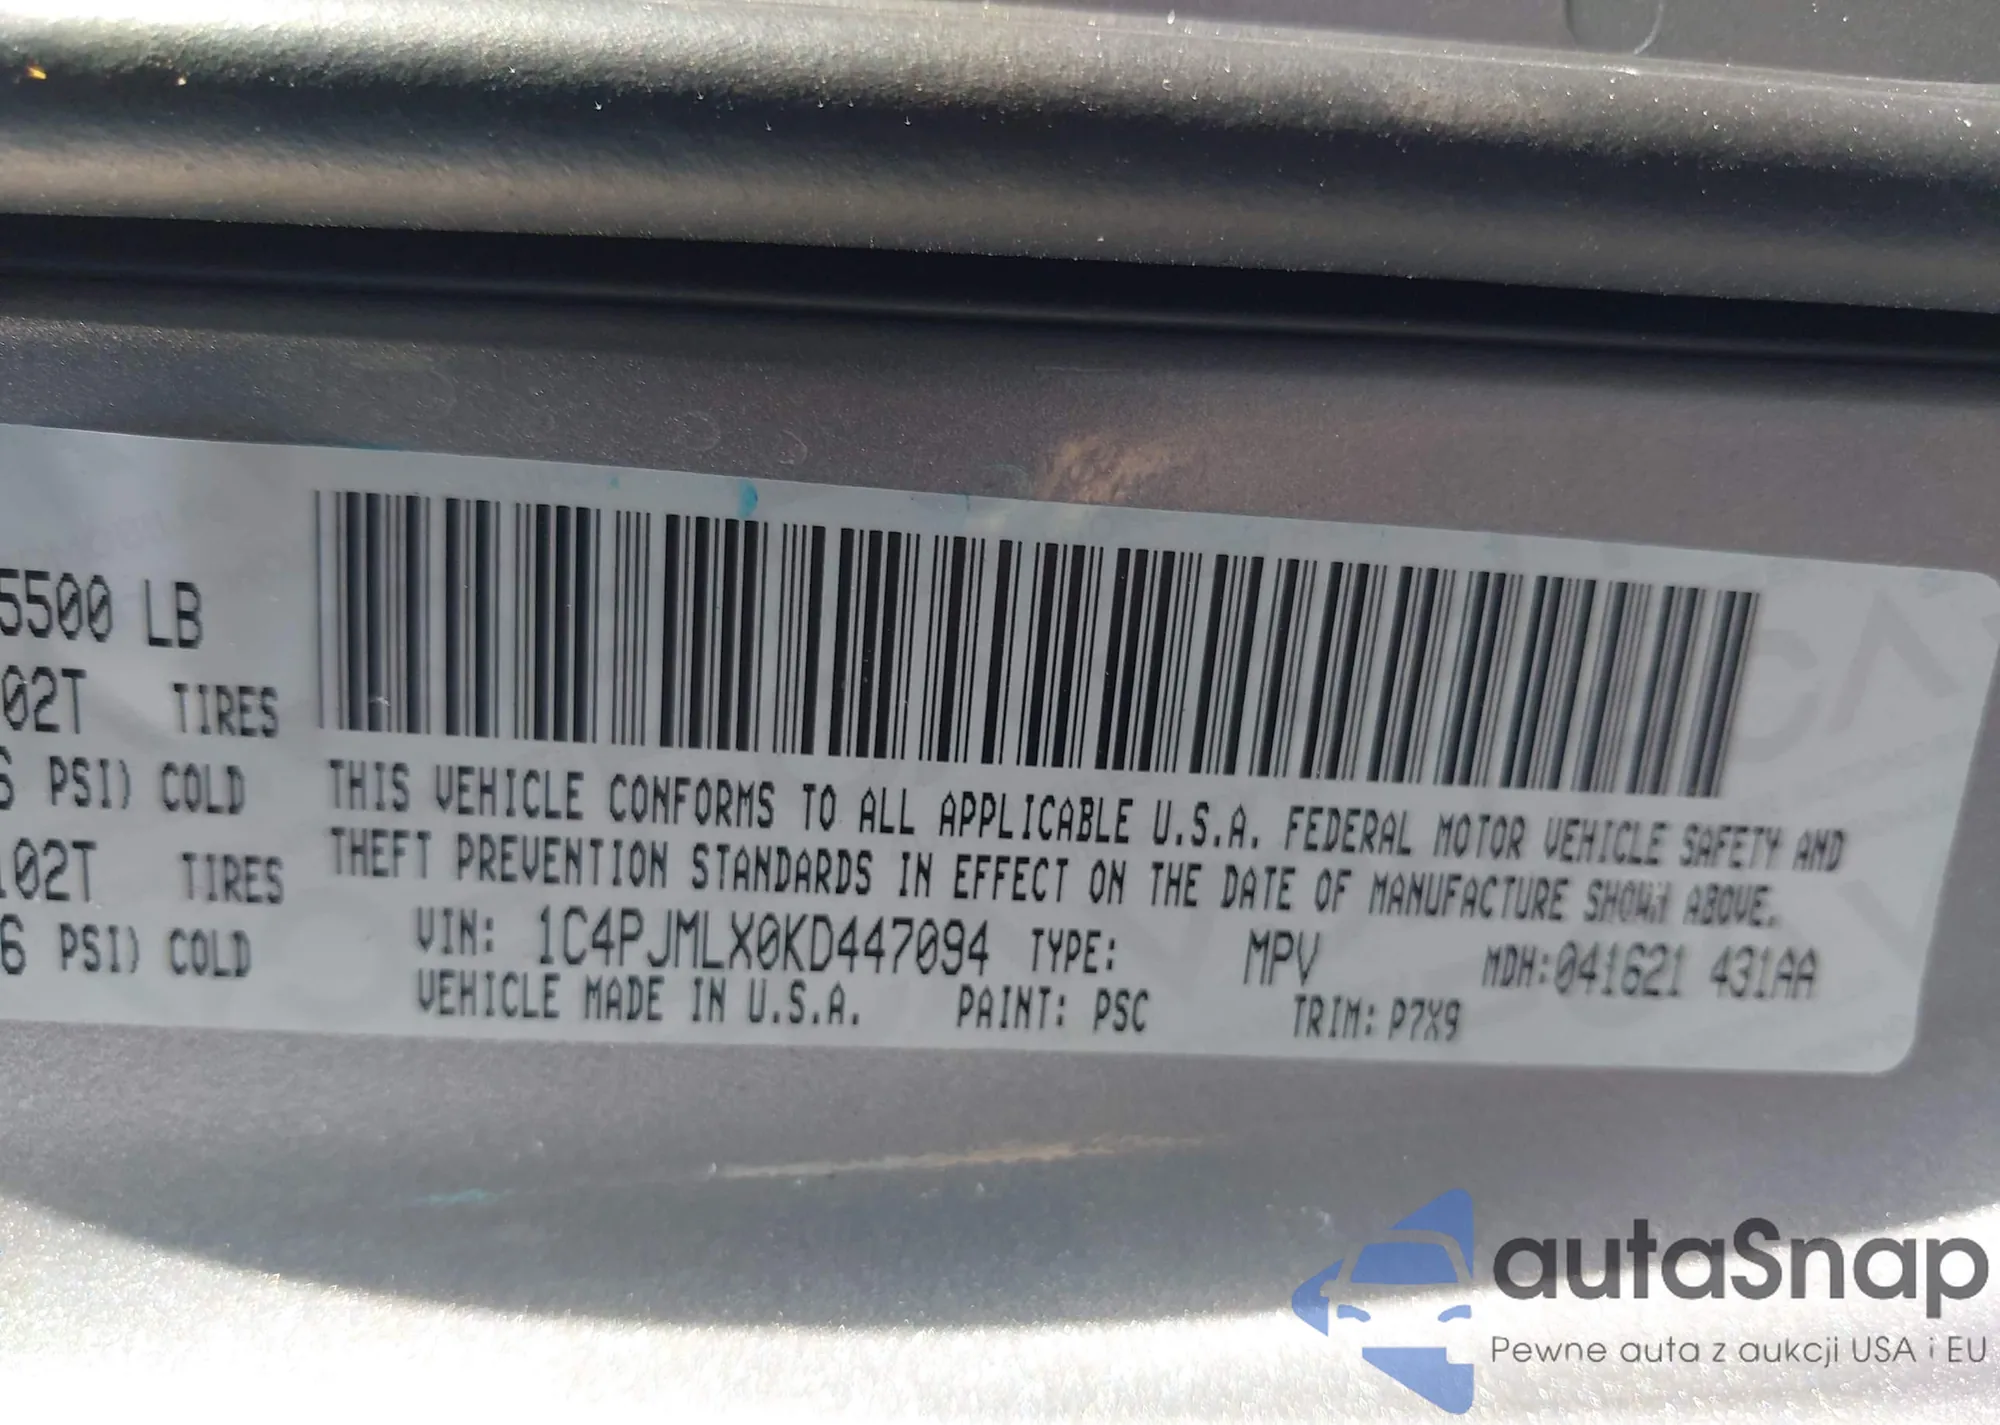 5500 LB
02T TIRES
6 PSI) COLD
102T TIRES
6 PSI) COLD
THIS VEHICLE CONFORMS TO ALL APPLICABLE U.S.A. FEDERAL MOTOR VEHICLE SAFETY AND
THEFT PREVENTION STANDARDS IN EFFECT ON THE DATE OF MANUFACTURE SHOWN ABOVE.
VIN: 1C4PJMLX0KD447094 TYPE: MPV MDH:041621 431AA
VEHICLE MADE IN U.S.A. PAINT: PSC TRIM: P7X9
autaSnap
Pewne auta z aukcji USA i EU